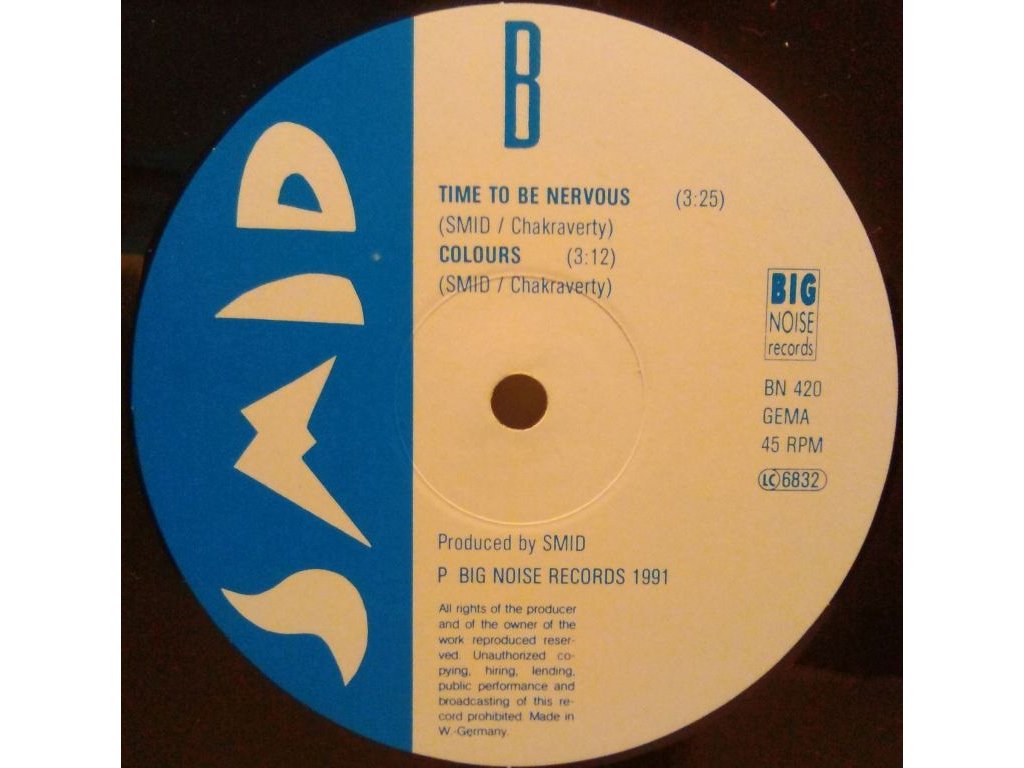 SMID
B
TIME TO BE NERVOUS (3:25)
(SMID / Chakraverty)
COLOURS (3:12)
(SMID / Chakraverty)
BIG
NOISE
records
BN 420
GEMA
45 RPM
LC 6832
Produced by SMID
P BIG NOISE RECORDS 1991
All rights of the producer
and of the owner of the
work reproduced reser-
ved. Unauthorized co-
pying, hiring, lending,
public performance and
broadcasting of this re-
cord prohibited. Made in
W.-Germany.